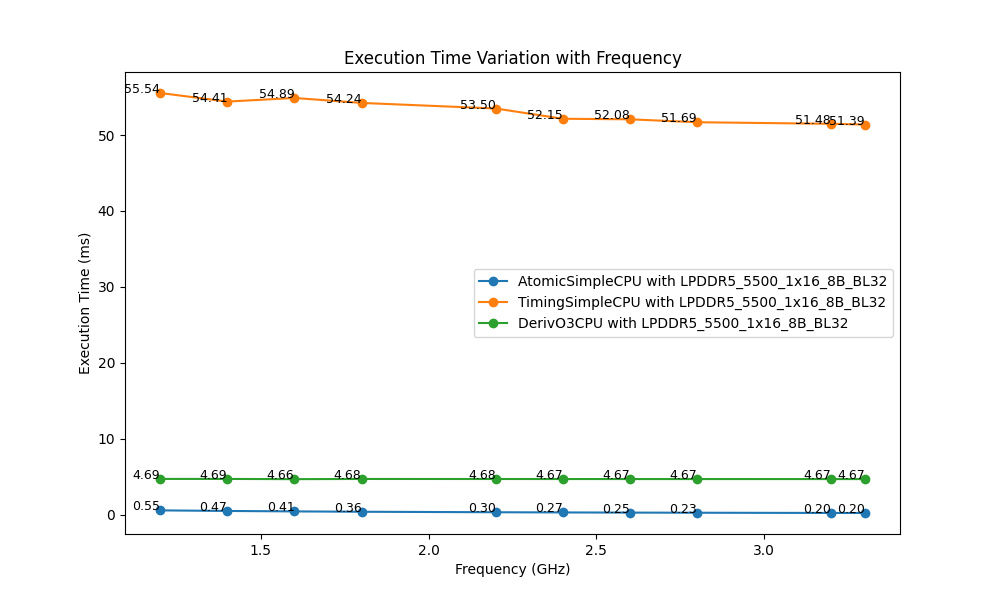 Execution Time Variation with Frequency
55.54 54.41 54.89 54.24 53.50 52.15 52.08 51.69 51.48 51.39
50
40
30
20
10
0
Execution Time (ms)
AtomicSimpleCPU with LPDDR5_5500_1x16_8B_BL32
TimingSimpleCPU with LPDDR5_5500_1x16_8B_BL32
DerivO3CPU with LPDDR5_5500_1x16_8B_BL32
4.69 4.69 4.66 4.68 4.68 4.67 4.67 4.67 4.67 4.67
0.55 0.47 0.41 0.36 0.30 0.27 0.25 0.23 0.20 0.20
1.5 2.0 2.5 3.0
Frequency (GHz)